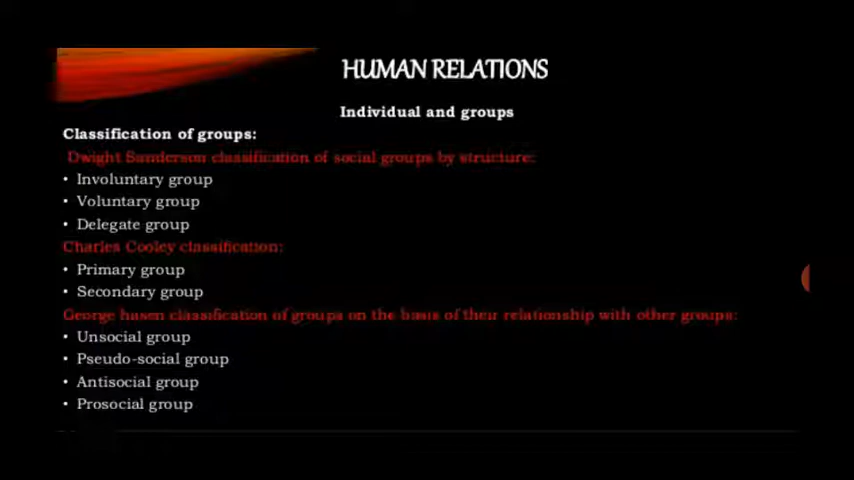 HUMAN RELATIONS
Individual and groups
Classification of groups:
Dwight Sanderson classification of social groups by structure:
• Involuntary group
• Voluntary group
• Delegate group
Charles Cooley classification:
• Primary group
• Secondary group
George hasen classification of groups on the basis of their relationship with other groups:
• Unsocial group
• Pseudo-social group
• Antisocial group
• Prosocial group